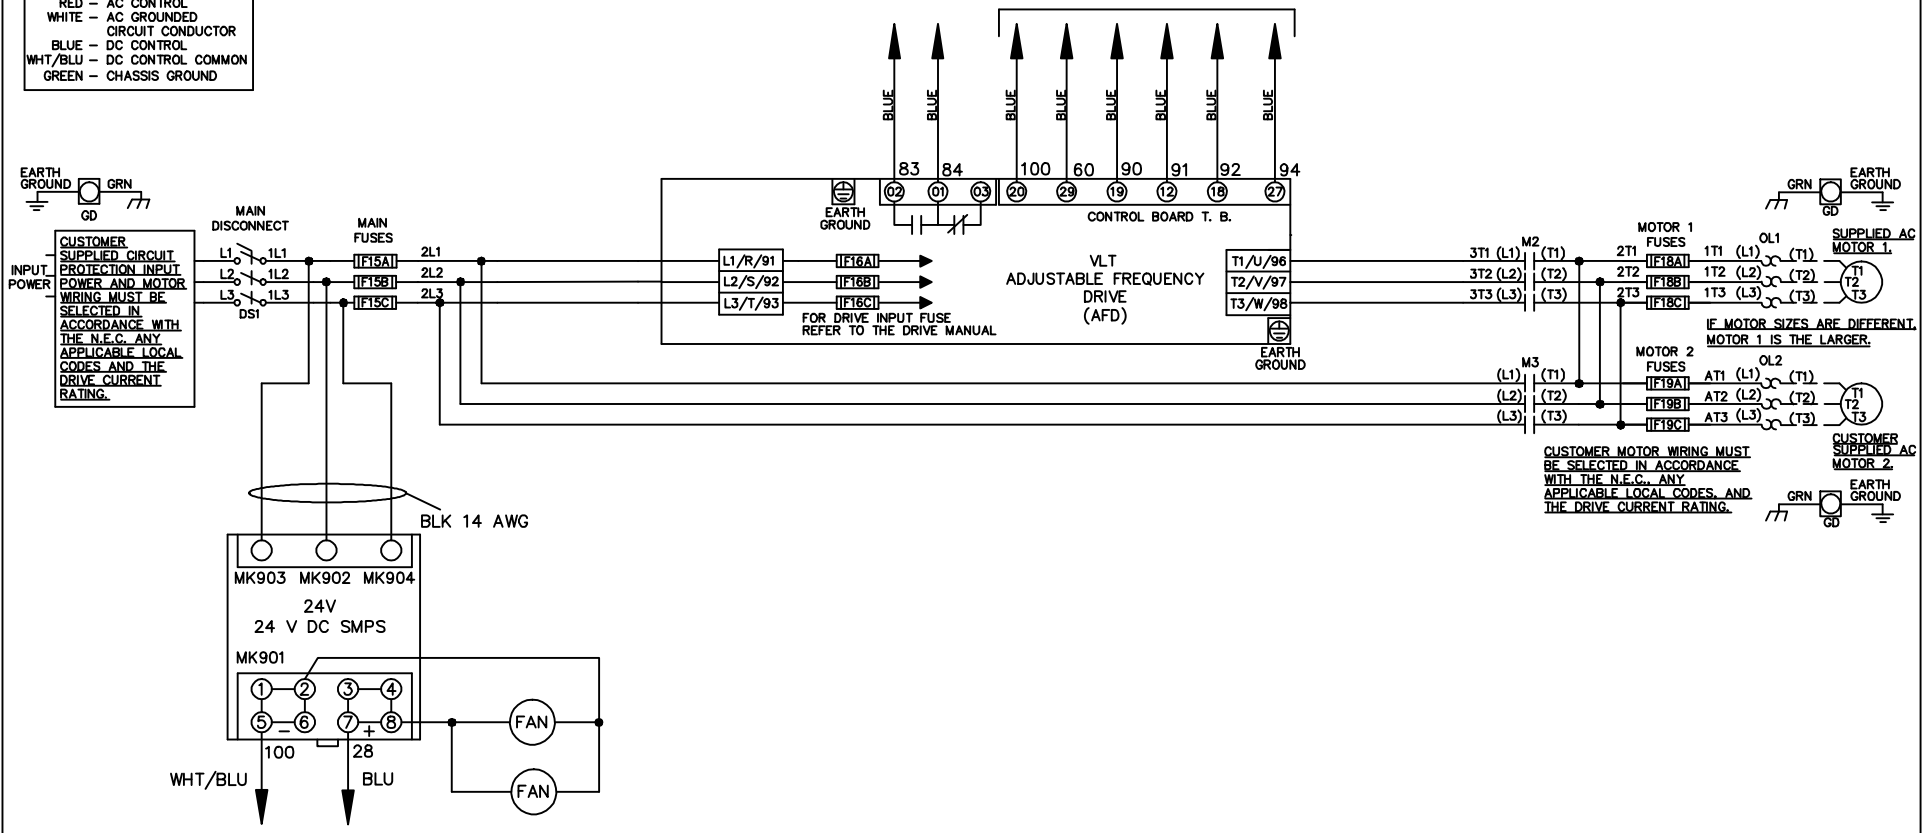 RED – AC CONTROL
WHITE – AC GROUNDED
CIRCUIT CONDUCTOR
BLUE – DC CONTROL
WHT/BLU – DC CONTROL COMMON
GREEN – CHASSIS GROUND
BLUE
BLUE
BLUE
BLUE
BLUE
BLUE
BLUE
BLUE
83 84 100 60 90 91 92 94
02 01 03 20 29 19 12 18 27
EARTH
GROUND
CONTROL BOARD T. B.
EARTH
GROUND
GRN
GD
MAIN
DISCONNECT
MAIN
FUSES
CUSTOMER
SUPPLIED CIRCUIT
PROTECTION INPUT
POWER AND MOTOR
WIRING MUST BE
SELECTED IN
ACCORDANCE WITH
THE N.E.C. ANY
APPLICABLE LOCAL
CODES AND THE
DRIVE CURRENT
RATING.
INPUT
POWER
L1 1L1 F15A 2L1
L2 1L2 F15B 2L2
L3 1L3 F15C 2L3
DS1
L1/R/91 F16A
L2/S/92 F16B
L3/T/93 F16C
FOR DRIVE INPUT FUSE
REFER TO THE DRIVE MANUAL
VLT
ADJUSTABLE FREQUENCY
DRIVE
(AFD)
T1/U/96
T2/V/97
T3/W/98
EARTH
GROUND
M2
3T1 (L1) (T1)
3T2 (L2) (T2)
3T3 (L3) (T3)
MOTOR 1
FUSES
OL1
2T1 F18A 1T1 (L1) (T1)
2T2 F18B 1T2 (L2) (T2)
2T3 F18C 1T3 (L3) (T3)
GRN
GD
EARTH
GROUND
SUPPLIED AC
MOTOR 1.
T1
T2
T3
IF MOTOR SIZES ARE DIFFERENT,
MOTOR 1 IS THE LARGER.
M3
(L1) (T1)
(L2) (T2)
(L3) (T3)
MOTOR 2
FUSES
OL2
F19A AT1 (L1) (T1)
F19B AT2 (L2) (T2)
F19C AT3 (L3) (T3)
T1
T2
T3
CUSTOMER
SUPPLIED AC
MOTOR 2.
CUSTOMER MOTOR WIRING MUST
BE SELECTED IN ACCORDANCE
WITH THE N.E.C., ANY
APPLICABLE LOCAL CODES, AND
THE DRIVE CURRENT RATING.
GRN
GD
EARTH
GROUND
BLK 14 AWG
MK903 MK902 MK904
24V
24 V DC SMPS
MK901
1 2 3 4
5 – 6 7 + 8
FAN
FAN
100 28
WHT/BLU BLU